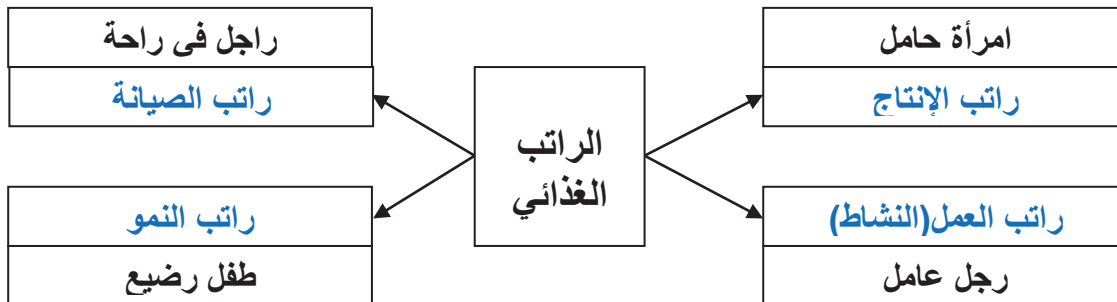 امرأة حامل
راتب الإنتاج
راجل في راحة
راتب الصيانة
الراتب
الغذائي
راتب العمل(النشاط)
رجل عامل
راتب النمو
طفل رضيع